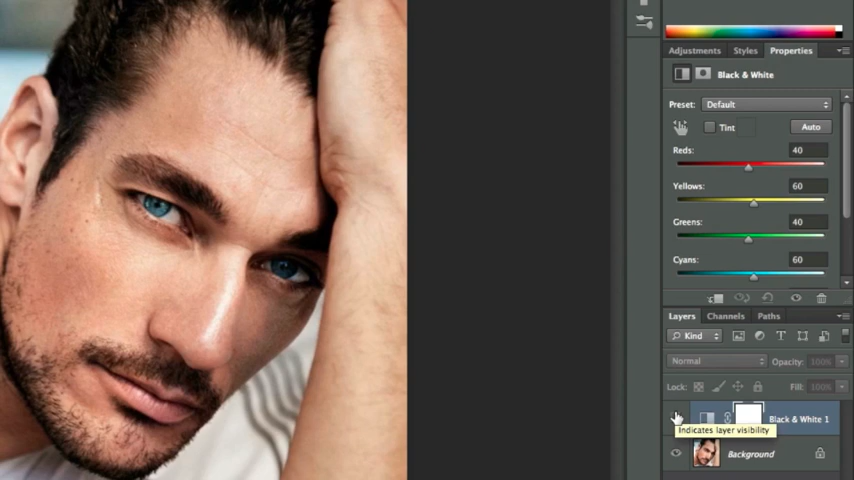 Adjustments Styles Properties
Black & White
Preset: Default
Tint Auto
Reds: 40
Yellows: 60
Greens: 40
Cyans: 60
Layers Channels Paths
Kind T
Normal Opacity: 100%
Lock: Fill: 100%
Black & White 1
Indicates layer visibility
Background